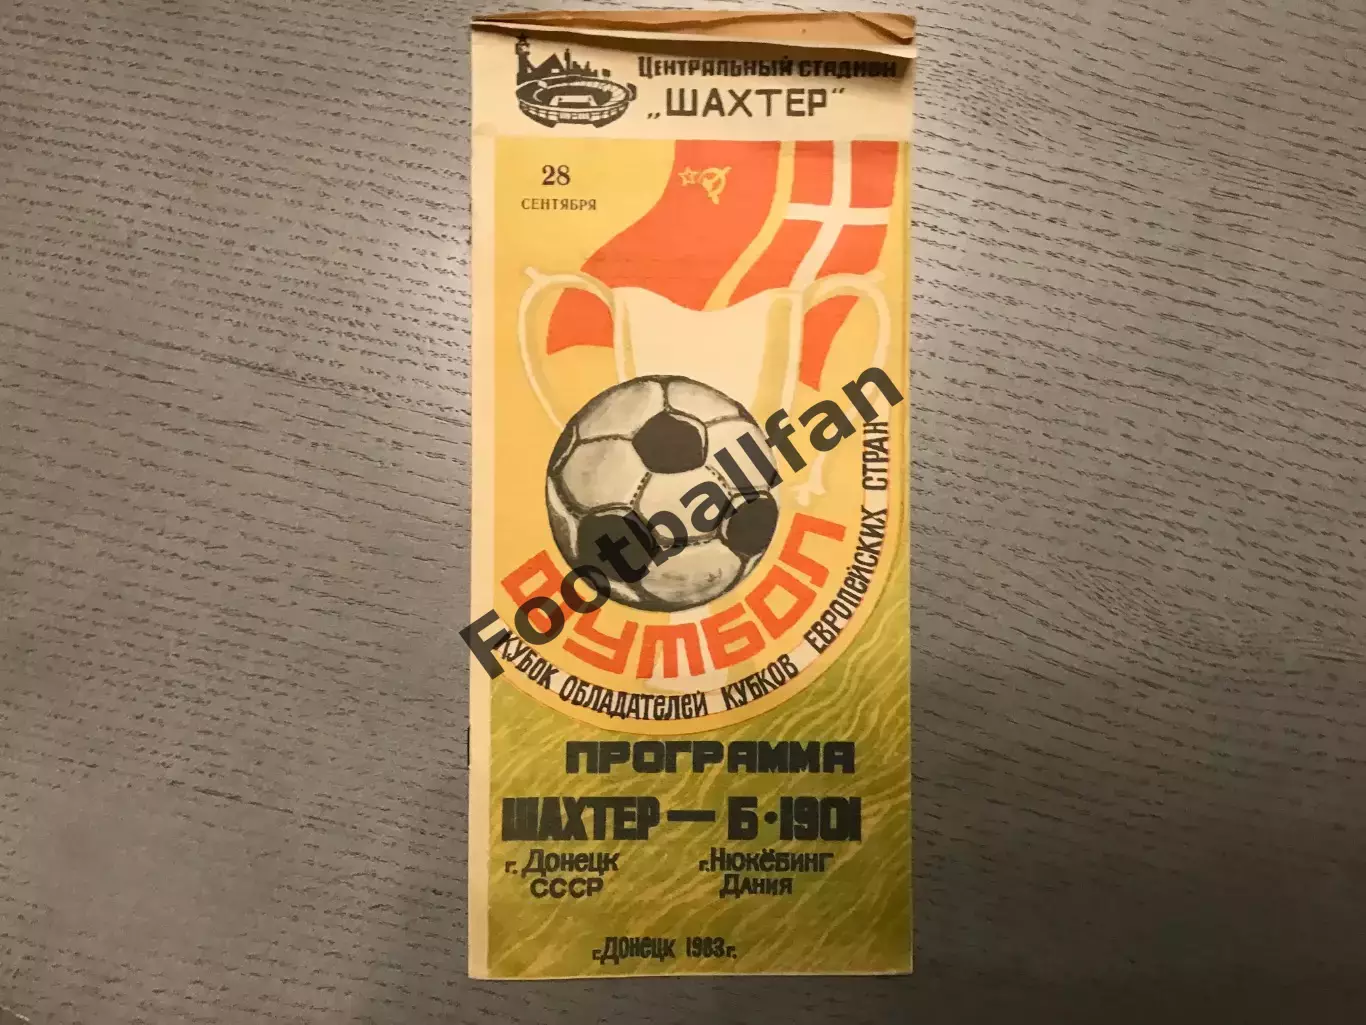 Центральный стадион
„ШАХТЕР"
28
СЕНТЯБРЯ
ФУТБОЛ
КУБОК ОБЛАДАТЕЛЕЙ КУБКОВ ЕВРОПЕЙСКИХ СТРАН
ПРОГРАММА
ШАХТЕР — Б·1901
г. Донецк г. Нюкёбинг
СССР Дания
г. Донецк 1983 г.
Footballfan